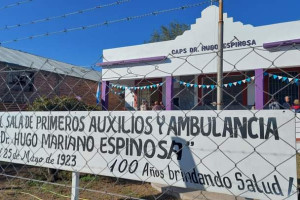 CAPS DR. HUGO ESPINOSA
SALA DE PRIMEROS AUXILIOS Y AMBULANCIA
Dr. HUGO MARIANO ESPINOSA"
25 de Mayo de 1923
100 Años brindando Salud!